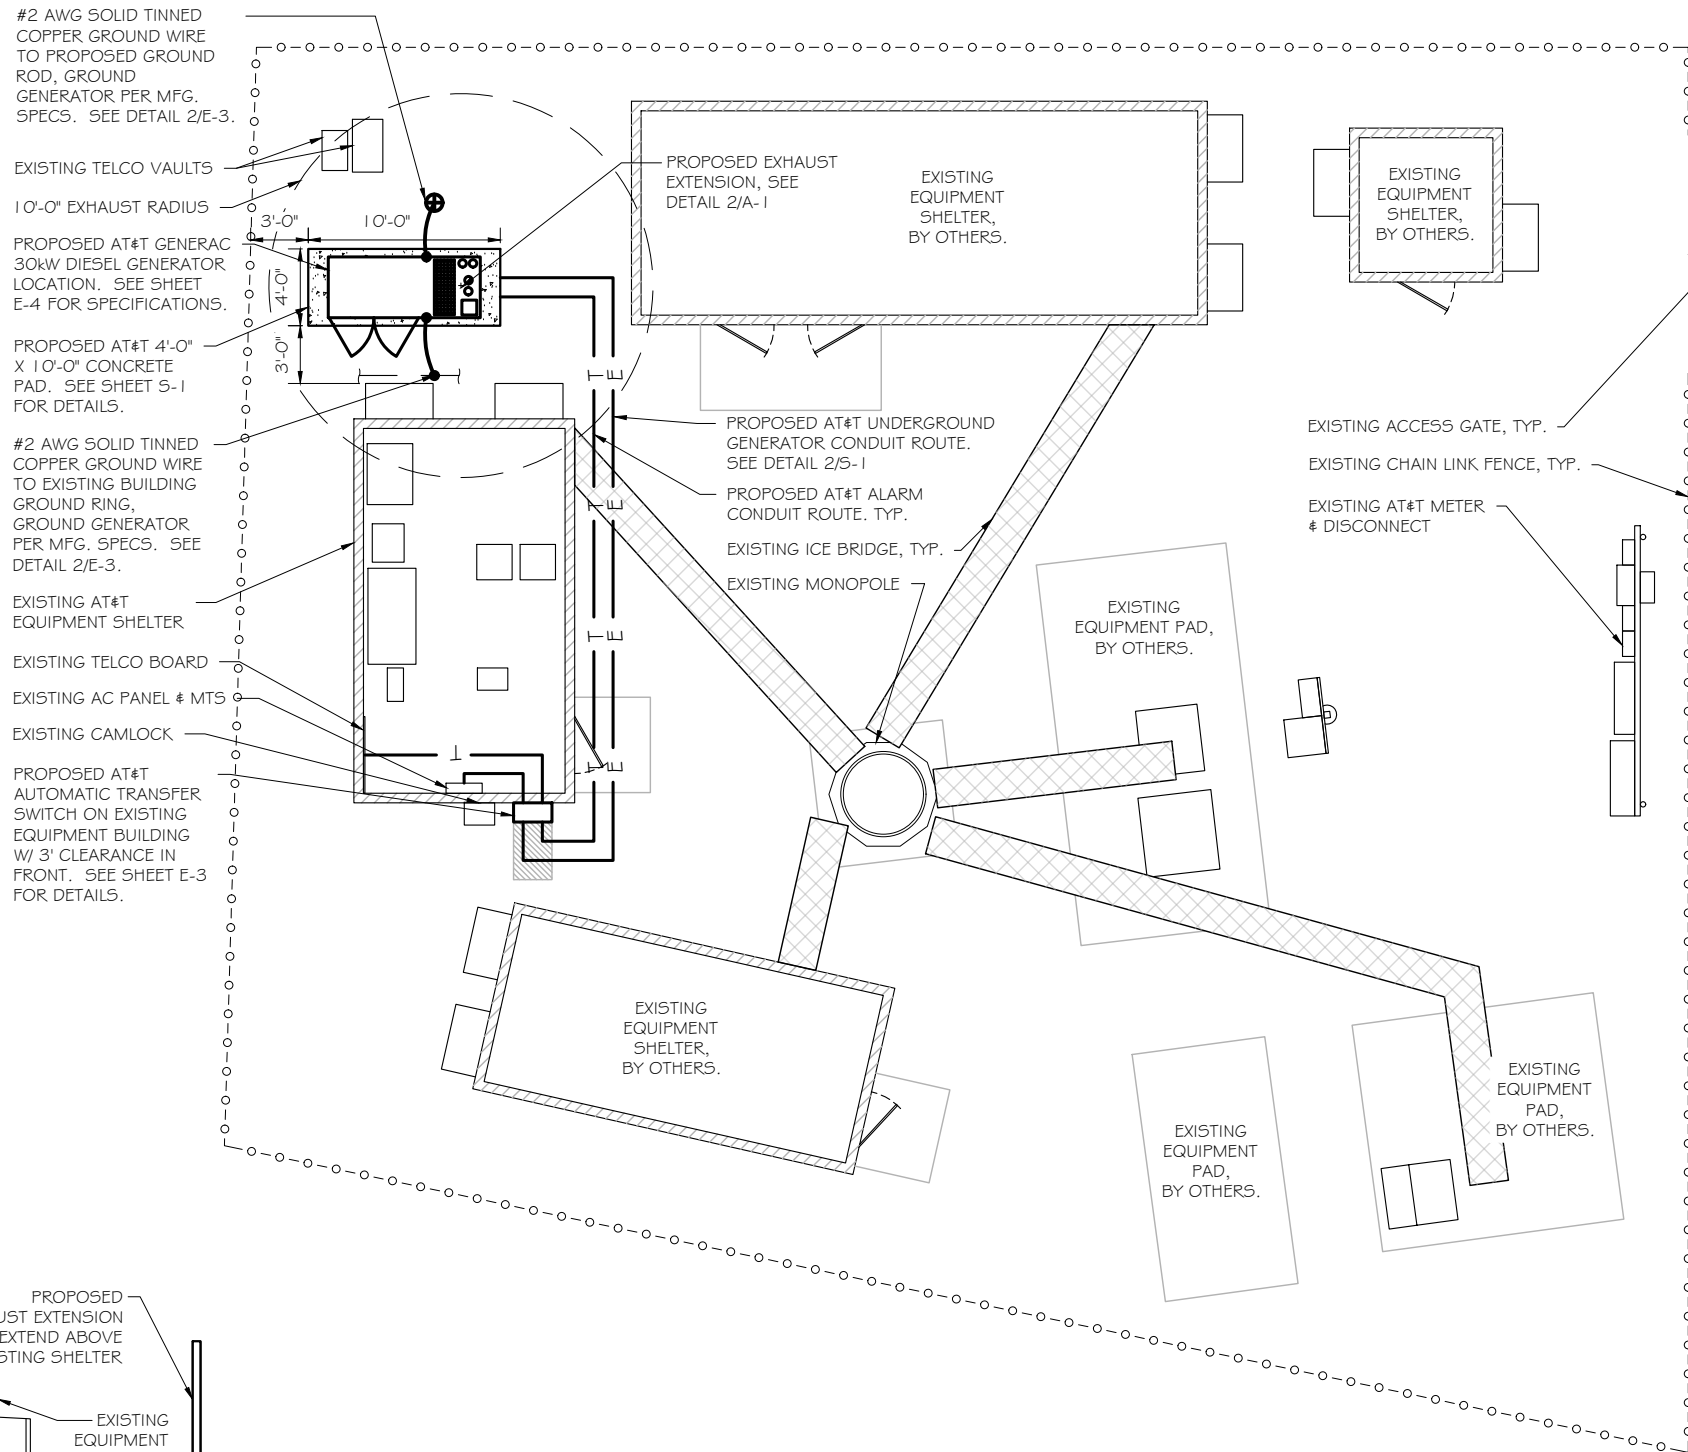 #2 AWG SOLID TINNED
COPPER GROUND WIRE
TO PROPOSED GROUND
ROD, GROUND
GENERATOR PER MFG.
SPECS. SEE DETAIL 2/E-3.
EXISTING TELCO VAULTS
10'-0" EXHAUST RADIUS
3'-0"
10'-0"
PROPOSED AT&T GENERAC
30kW DIESEL GENERATOR
LOCATION. SEE SHEET
E-4 FOR SPECIFICATIONS.
4'-0"
PROPOSED AT&T 4'-0"
X 10'-0" CONCRETE
PAD. SEE SHEET S-1
FOR DETAILS.
3'-0"
#2 AWG SOLID TINNED
COPPER GROUND WIRE
TO EXISTING BUILDING
GROUND RING,
GROUND GENERATOR
PER MFG. SPECS. SEE
DETAIL 2/E-3.
EXISTING AT&T
EQUIPMENT SHELTER
EXISTING TELCO BOARD
EXISTING AC PANEL & MTS
EXISTING CAMLOCK
PROPOSED AT&T
AUTOMATIC TRANSFER
SWITCH ON EXISTING
EQUIPMENT BUILDING
W/ 3' CLEARANCE IN
FRONT. SEE SHEET E-3
FOR DETAILS.
PROPOSED EXHAUST
EXTENSION, SEE
DETAIL 2/A-1
EXISTING
EQUIPMENT
SHELTER,
BY OTHERS.
EXISTING
EQUIPMENT
SHELTER,
BY OTHERS.
T E
T E
T E
T E
T
PROPOSED AT&T UNDERGROUND
GENERATOR CONDUIT ROUTE.
SEE DETAIL 2/S-1
PROPOSED AT&T ALARM
CONDUIT ROUTE. TYP.
EXISTING ICE BRIDGE, TYP.
EXISTING MONOPOLE
EXISTING ACCESS GATE, TYP.
EXISTING CHAIN LINK FENCE, TYP.
EXISTING AT&T METER
& DISCONNECT
EXISTING
EQUIPMENT PAD,
BY OTHERS.
EXISTING
EQUIPMENT
SHELTER,
BY OTHERS.
EXISTING
EQUIPMENT
PAD,
BY OTHERS.
EXISTING
EQUIPMENT
PAD,
BY OTHERS.
PROPOSED
UST EXTENSION
EXTEND ABOVE
STING SHELTER
EXISTING
EQUIPMENT